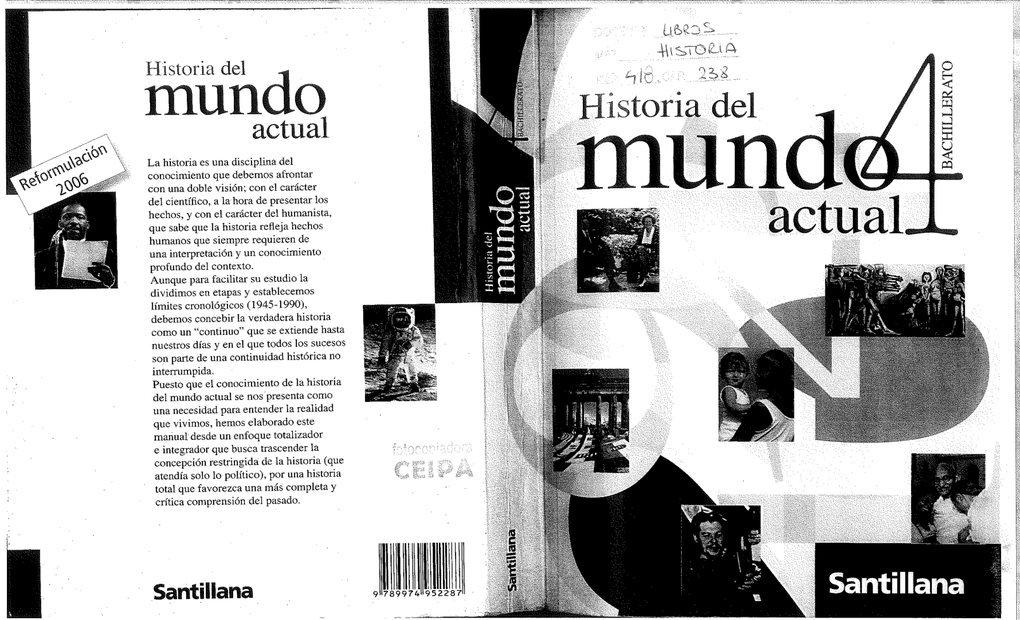 Historia del
mundo
actual
Reformulación
2006
La historia es una disciplina del
conocimiento que debemos afrontar
con una doble visión; con el carácter
del científico, a la hora de presentar los
hechos, y con el carácter del humanista,
que sabe que la historia refleja hechos
humanos que siempre requieren de
una interpretación y un conocimiento
profundo del contexto.
Aunque para facilitar su estudio la
dividimos en etapas y establecemos
límites cronológicos (1945-1990),
debemos concebir la verdadera historia
como un "continuo" que se extiende hasta
nuestros días y en el que todos los sucesos
son parte de una continuidad histórica no
interrumpida.
Puesto que el conocimiento de la historia
del mundo actual se nos presenta como
una necesidad para entender la realidad
que vivimos, hemos elaborado este
manual desde un enfoque totalizador
e integrador que busca trascender la
concepción restringida de la historia (que
atendía solo lo político), por una historia
total que favorezca una más completa y
crítica comprensión del pasado.
fotocopiadora
CEIPA
Santillana
9 789974 952287
BACHILLERATO
4
Historia del
mundo
actual
Santillana
LIBROS
HISTORIA
418 238
Historia del
mundo
actual
4
BACHILLERATO
Santillana